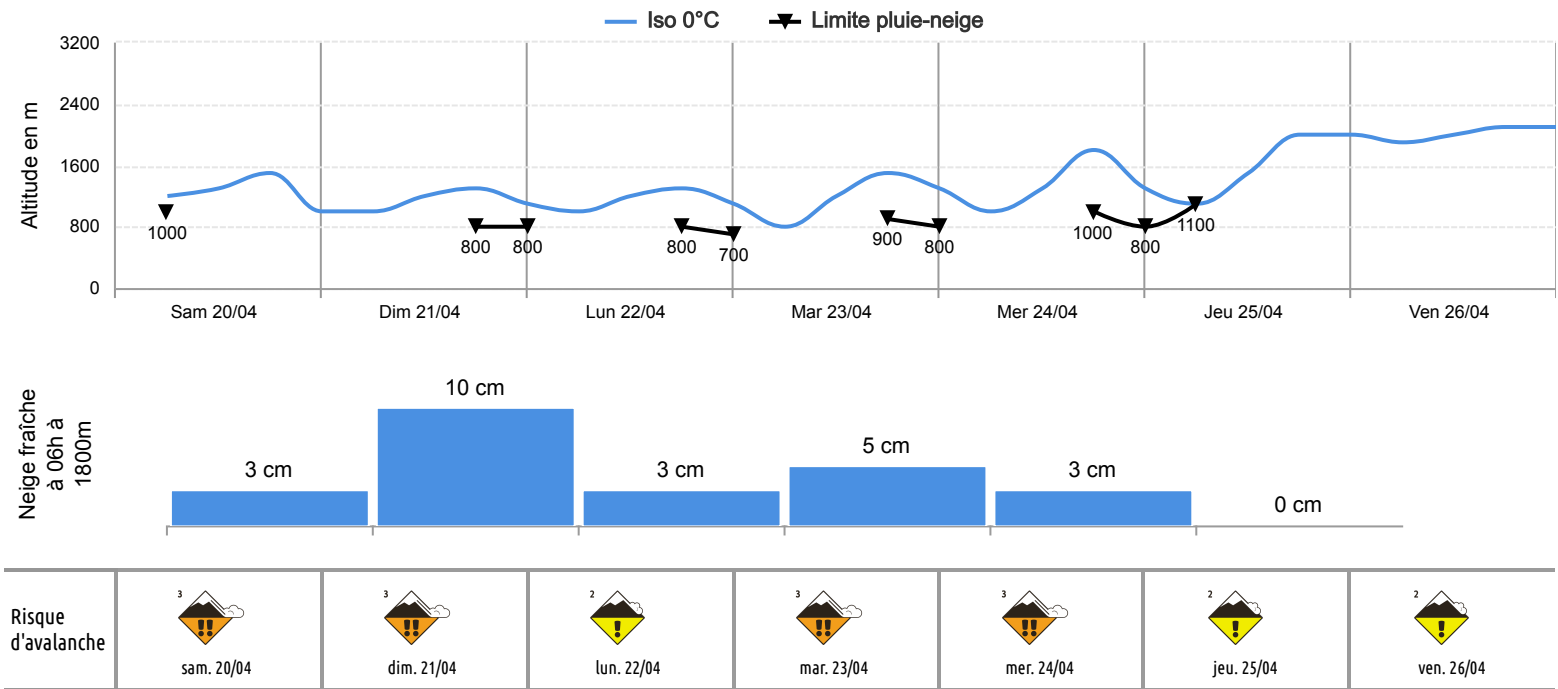 Iso 0°C Limite pluie-neige
Altitude en m
3200
2400
1600
800
0
1000
800 800
800 700
900 800
1000 800 1100
Sam 20/04 Dim 21/04 Lun 22/04 Mar 23/04 Mer 24/04 Jeu 25/04 Ven 26/04
Neige fraîche
à 06h à
1800m
3 cm 10 cm 3 cm 5 cm 3 cm 0 cm
Risque
d'avalanche
3 3 2 3 3 2 2
!! !! ! !! !! ! !
sam. 20/04 dim. 21/04 lun. 22/04 mar. 23/04 mer. 24/04 jeu. 25/04 ven. 26/04